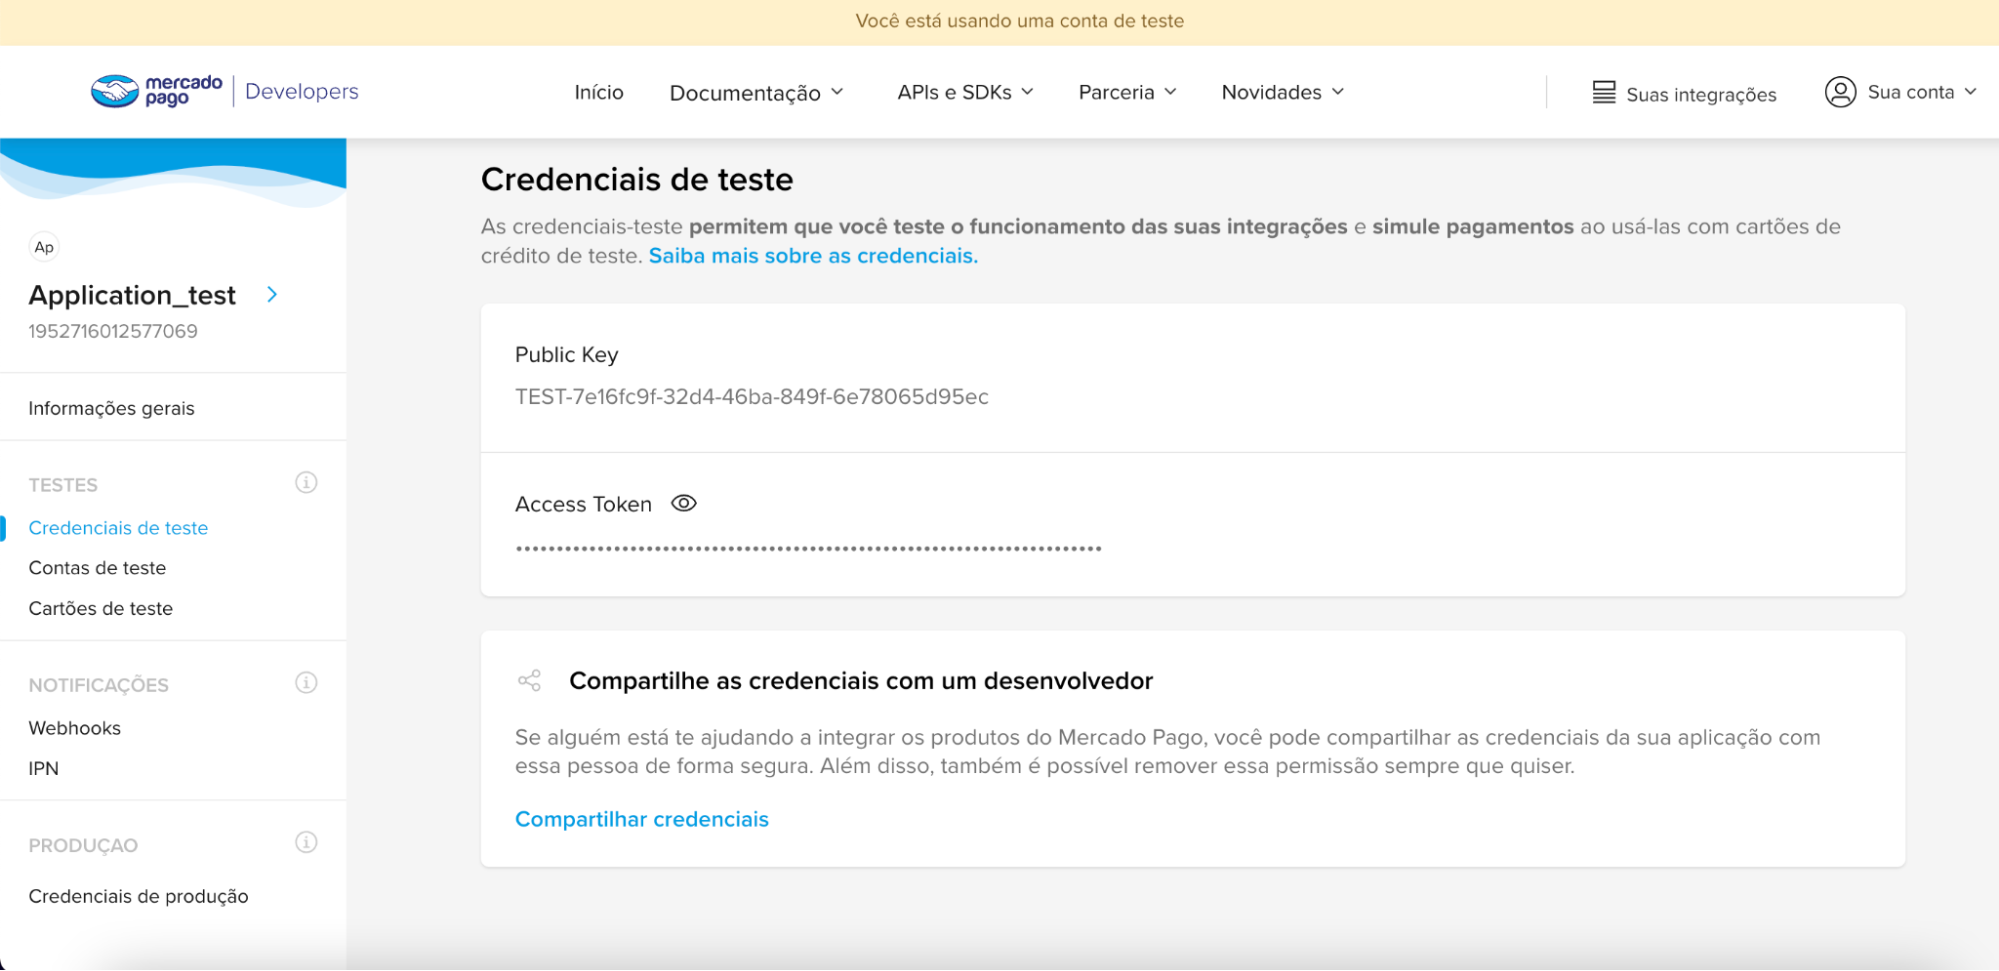 Você está usando uma conta de teste
mercado pago | Developers
Início
Documentação
APIs e SDKs
Parceria
Novidades
Suas integrações
Sua conta
Ap
Application_test
1952716012577069
Informações gerais
TESTES
Credenciais de teste
Contas de teste
Cartões de teste
NOTIFICAÇÕES
Webhooks
IPN
PRODUÇAO
Credenciais de produção
Credenciais de teste
As credenciais-teste permitem que você teste o funcionamento das suas integrações e simule pagamentos ao usá-las com cartões de
crédito de teste. Saiba mais sobre as credenciais.
Public Key
TEST-7e16fc9f-32d4-46ba-849f-6e78065d95ec
Access Token
Compartilhe as credenciais com um desenvolvedor
Se alguém está te ajudando a integrar os produtos do Mercado Pago, você pode compartilhar as credenciais da sua aplicação com
essa pessoa de forma segura. Além disso, também é possível remover essa permissão sempre que quiser.
Compartilhar credenciais